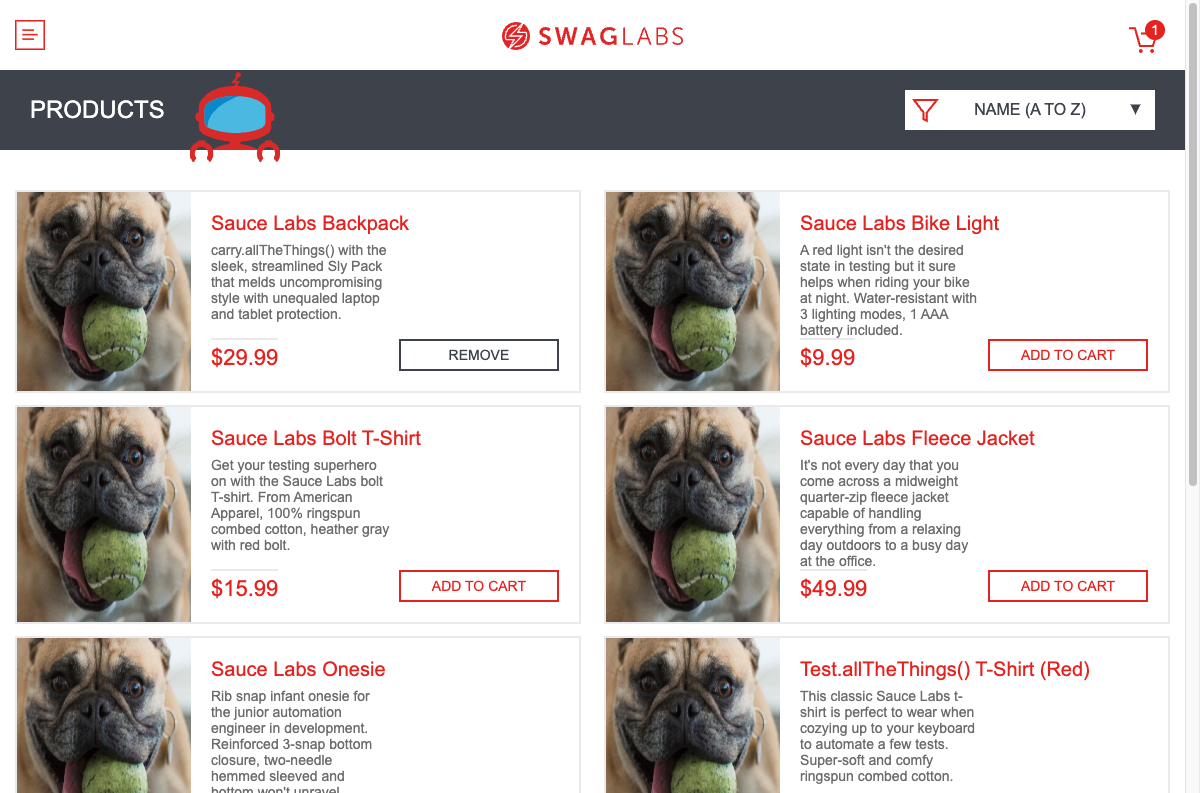 SWAGLABS
1
PRODUCTS
NAME (A TO Z) ▼
Sauce Labs Backpack
carry.allTheThings() with the
sleek, streamlined Sly Pack
that melds uncompromising
style with unequaled laptop
and tablet protection.
$29.99
REMOVE
Sauce Labs Bike Light
A red light isn't the desired
state in testing but it sure
helps when riding your bike
at night. Water-resistant with
3 lighting modes, 1 AAA
battery included.
$9.99
ADD TO CART
Sauce Labs Bolt T-Shirt
Get your testing superhero
on with the Sauce Labs bolt
T-shirt. From American
Apparel, 100% ringspun
combed cotton, heather gray
with red bolt.
$15.99
ADD TO CART
Sauce Labs Fleece Jacket
It's not every day that you
come across a midweight
quarter-zip fleece jacket
capable of handling
everything from a relaxing
day outdoors to a busy day
at the office.
$49.99
ADD TO CART
Sauce Labs Onesie
Rib snap infant onesie for
the junior automation
engineer in development.
Reinforced 3-snap bottom
closure, two-needle
hemmed sleeved and
bottom won't unravel.
Test.allTheThings() T-Shirt (Red)
This classic Sauce Labs t-
shirt is perfect to wear when
cozying up to your keyboard
to automate a few tests.
Super-soft and comfy
ringspun combed cotton.